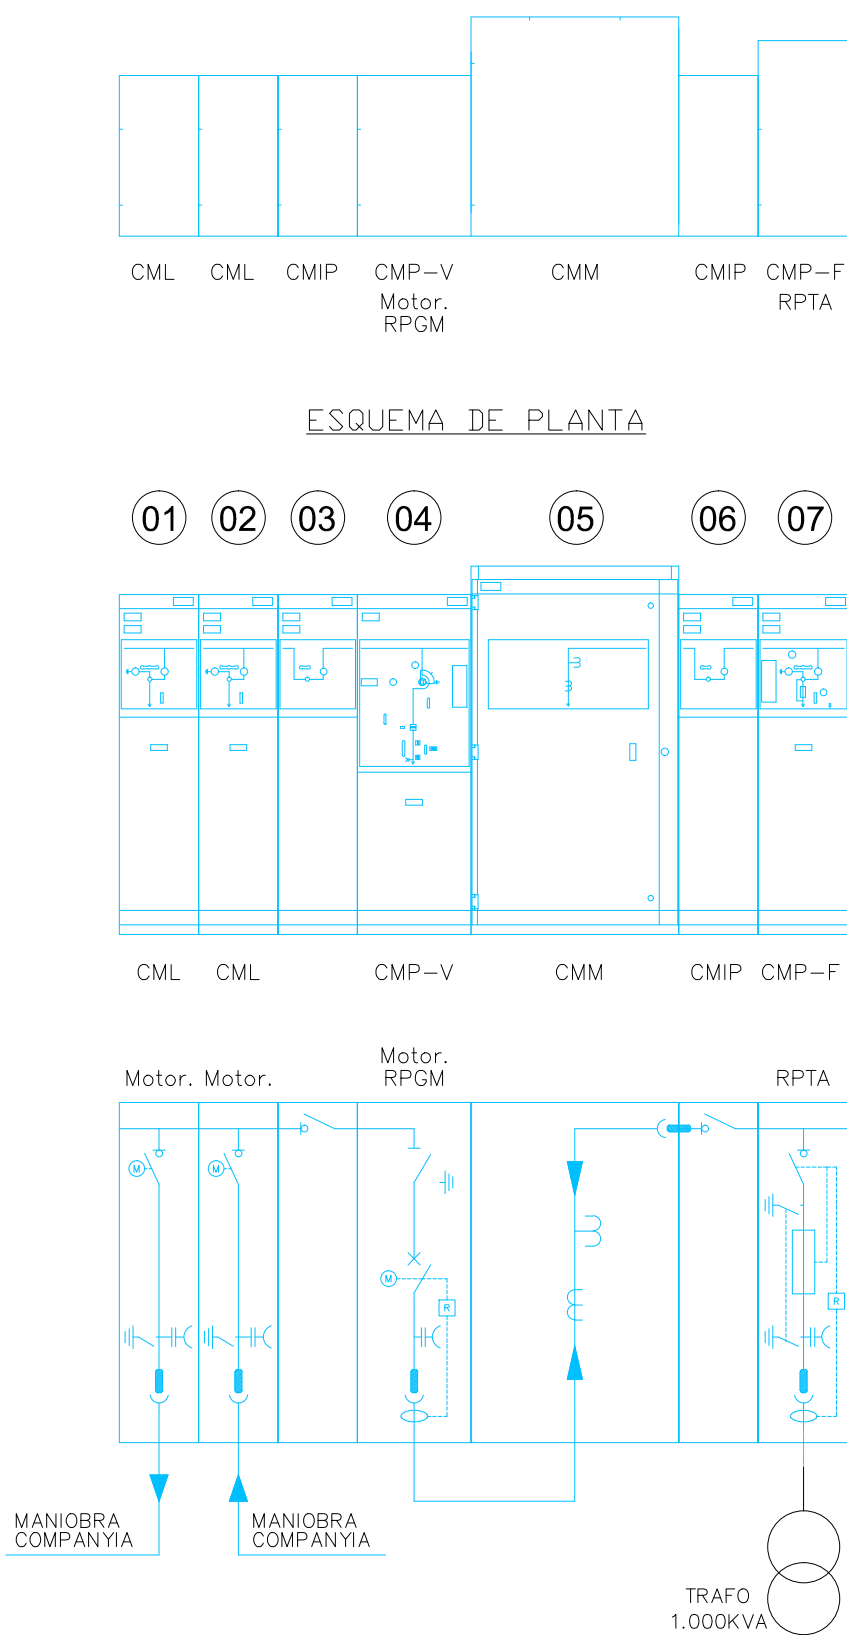 CML CML CMIP CMP-V CMM CMIP CMP-F
Motor. RPTA
RPGM
ESQUEMA DE PLANTA
01 02 03 04 05 06 07
CML CML CMP-V CMM CMIP CMP-F
Motor.
Motor. Motor. RPGM RPTA
M M
M
R R
MANIOBRA MANIOBRA
COMPANYIA COMPANYIA
TRAFO
1.000KVA